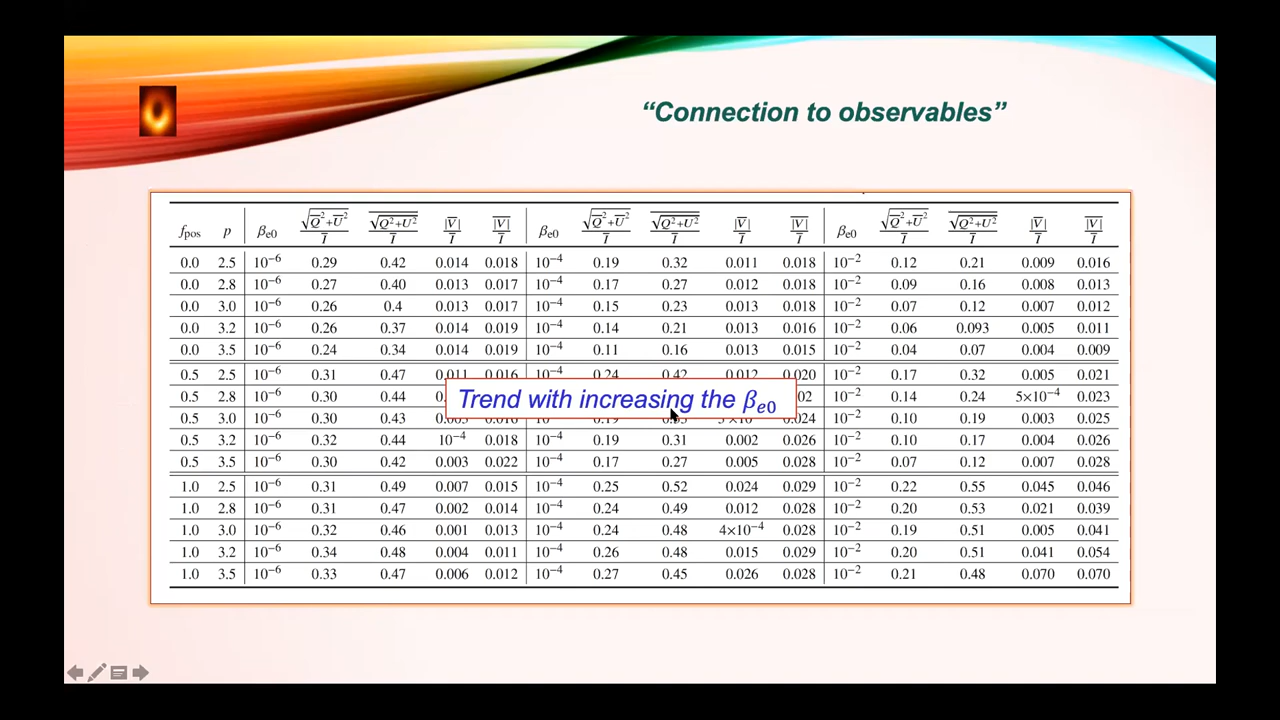 “Connection to observables”
f_pos p β_e0 √(Q̅²+U̅²)/I̅ √(Q²+U²)̅/I̅ |V̅|/I̅ |V|̅/I̅ β_e0 √(Q̅²+U̅²)/I̅ √(Q²+U²)̅/I̅ |V̅|/I̅ |V|̅/I̅ β_e0 √(Q̅²+U̅²)/I̅ √(Q²+U²)̅/I̅ |V̅|/I̅ |V|̅/I̅
0.0 2.5 10⁻⁶ 0.29 0.42 0.014 0.018 10⁻⁴ 0.19 0.32 0.011 0.018 10⁻² 0.12 0.21 0.009 0.016
0.0 2.8 10⁻⁶ 0.27 0.40 0.013 0.017 10⁻⁴ 0.17 0.27 0.012 0.018 10⁻² 0.09 0.16 0.008 0.013
0.0 3.0 10⁻⁶ 0.26 0.4 0.013 0.017 10⁻⁴ 0.15 0.23 0.013 0.018 10⁻² 0.07 0.12 0.007 0.012
0.0 3.2 10⁻⁶ 0.26 0.37 0.014 0.019 10⁻⁴ 0.14 0.21 0.013 0.016 10⁻² 0.06 0.093 0.005 0.011
0.0 3.5 10⁻⁶ 0.24 0.34 0.014 0.019 10⁻⁴ 0.11 0.16 0.013 0.015 10⁻² 0.04 0.07 0.004 0.009
0.5 2.5 10⁻⁶ 0.31 0.47 0.011 0.016 10⁻⁴ 0.24 0.42 0.012 0.020 10⁻² 0.17 0.32 0.005 0.021
0.5 2.8 10⁻⁶ 0.30 0.44 10⁻² 0.14 0.24 5×10⁻⁴ 0.023
Trend with increasing the β_e0
0.5 3.0 10⁻⁶ 0.30 0.43 0.024 10⁻² 0.10 0.19 0.003 0.025
0.5 3.2 10⁻⁶ 0.32 0.44 10⁻⁴ 0.018 10⁻⁴ 0.19 0.31 0.002 0.026 10⁻² 0.10 0.17 0.004 0.026
0.5 3.5 10⁻⁶ 0.30 0.42 0.003 0.022 10⁻⁴ 0.17 0.27 0.005 0.028 10⁻² 0.07 0.12 0.007 0.028
1.0 2.5 10⁻⁶ 0.31 0.49 0.007 0.015 10⁻⁴ 0.25 0.52 0.024 0.029 10⁻² 0.22 0.55 0.045 0.046
1.0 2.8 10⁻⁶ 0.31 0.47 0.002 0.014 10⁻⁴ 0.24 0.49 0.012 0.028 10⁻² 0.20 0.53 0.021 0.039
1.0 3.0 10⁻⁶ 0.32 0.46 0.001 0.013 10⁻⁴ 0.24 0.48 4×10⁻⁴ 0.028 10⁻² 0.19 0.51 0.005 0.041
1.0 3.2 10⁻⁶ 0.34 0.48 0.004 0.011 10⁻⁴ 0.26 0.48 0.015 0.029 10⁻² 0.20 0.51 0.041 0.054
1.0 3.5 10⁻⁶ 0.33 0.47 0.006 0.012 10⁻⁴ 0.27 0.45 0.026 0.028 10⁻² 0.21 0.48 0.070 0.070